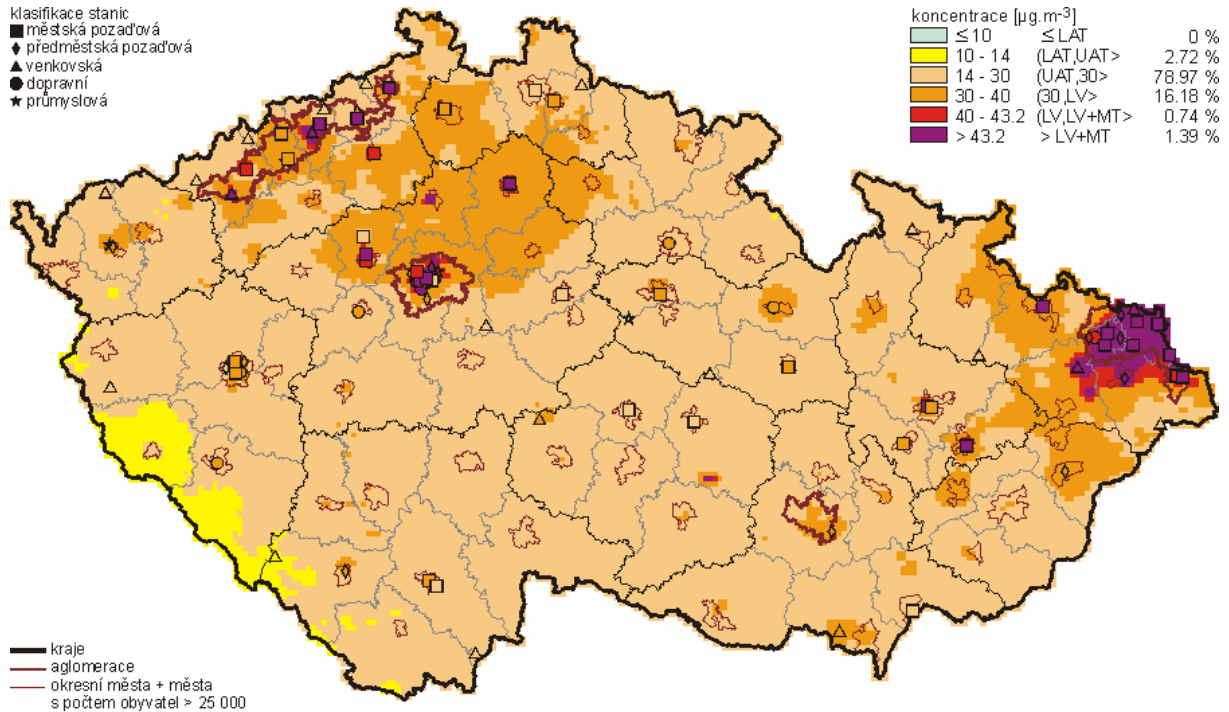 klasifikace stanic
městská pozaďová
předměstská pozaďová
venkovská
dopravní
průmyslová
koncentrace [µg.m-3]
≤ 10 ≤ LAT 0 %
10 - 14 (LAT,UAT> 2.72 %
14 - 30 (UAT,30> 78.97 %
30 - 40 (30,LV> 16.18 %
40 - 43.2 (LV,LV+MT> 0.74 %
> 43.2 > LV+MT 1.39 %
kraje
aglomerace
okresní města + města
s počtem obyvatel > 25 000